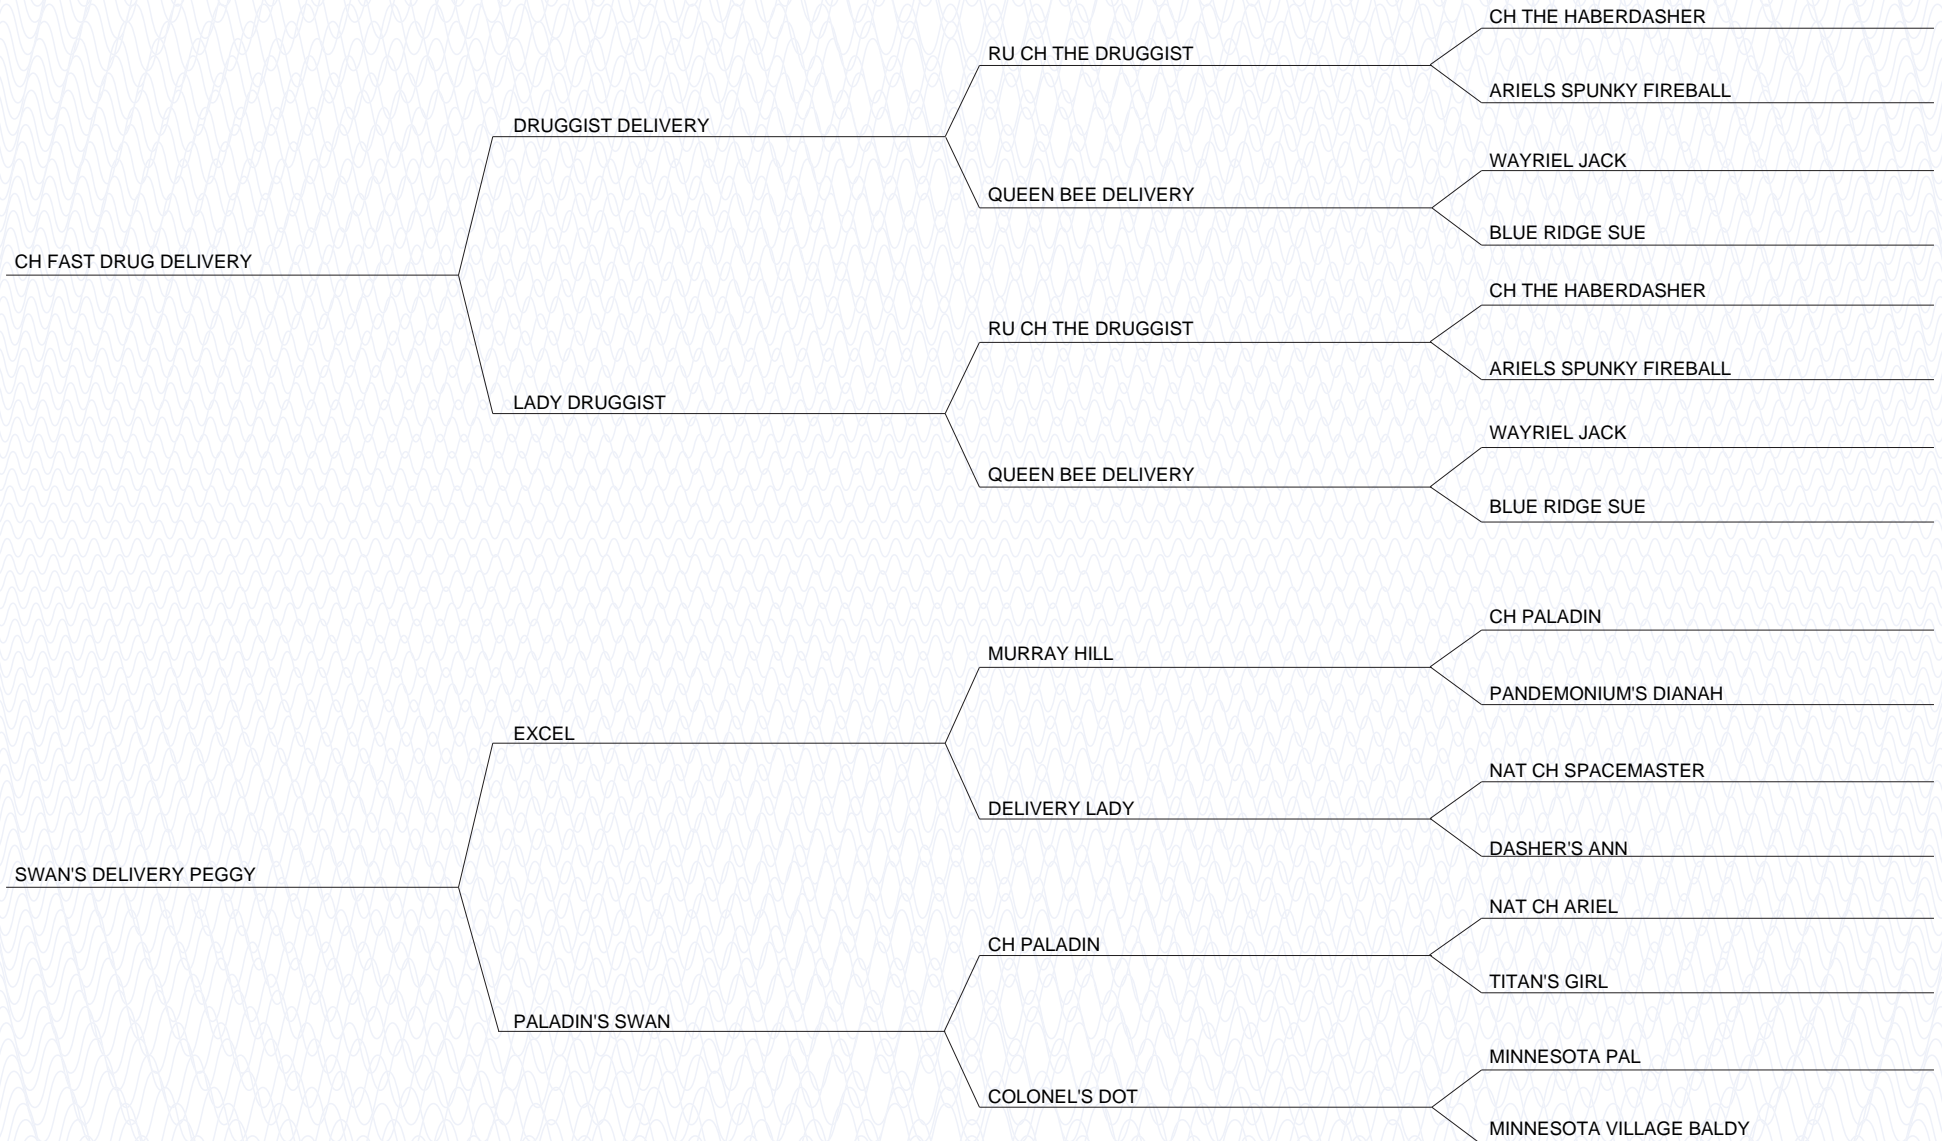 CH THE HABERDASHER
RU CH THE DRUGGIST
ARIELS SPUNKY FIREBALL
DRUGGIST DELIVERY
WAYRIEL JACK
QUEEN BEE DELIVERY
BLUE RIDGE SUE
CH FAST DRUG DELIVERY
CH THE HABERDASHER
RU CH THE DRUGGIST
ARIELS SPUNKY FIREBALL
LADY DRUGGIST
WAYRIEL JACK
QUEEN BEE DELIVERY
BLUE RIDGE SUE
CH PALADIN
MURRAY HILL
PANDEMONIUM'S DIANAH
EXCEL
NAT CH SPACEMASTER
DELIVERY LADY
DASHER'S ANN
SWAN'S DELIVERY PEGGY
NAT CH ARIEL
CH PALADIN
TITAN'S GIRL
PALADIN'S SWAN
MINNESOTA PAL
COLONEL'S DOT
MINNESOTA VILLAGE BALDY